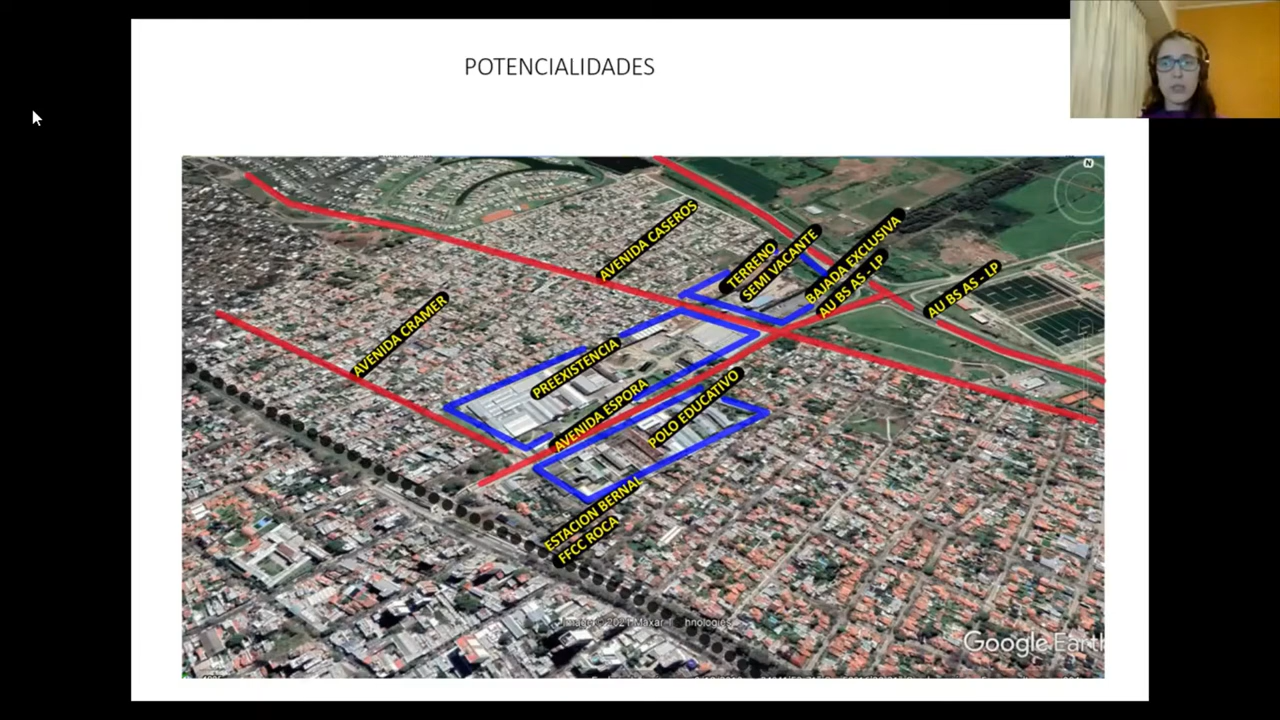 POTENCIALIDADES
N
AVENIDA CASEROS
TERRENO
SEMI VACANTE
BAJADA EXCLUSIVA
AU BS AS - LP
AU BS AS - LP
AVENIDA CRAMER
PREEXISTENCIA
AVENIDA ESPORA
POLO EDUCATIVO
ESTACION BERNAL
FFCC ROCA
Google Earth